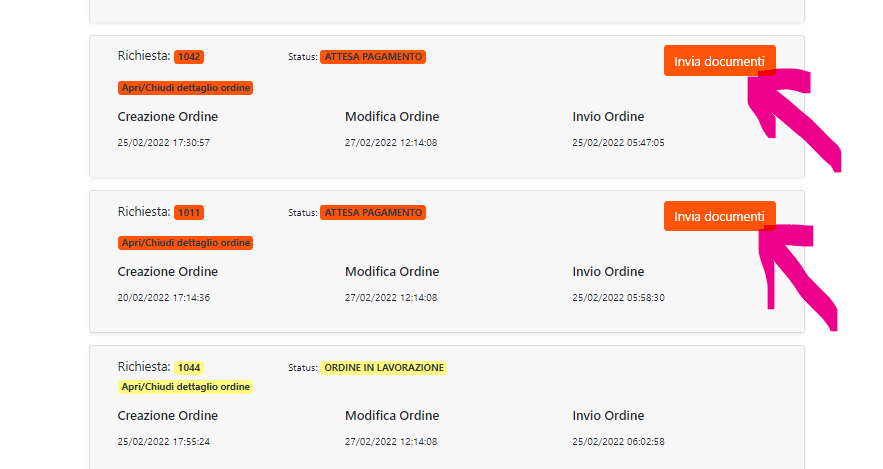 Richiesta: 1042 Status: ATTESA PAGAMENTO Invia documenti
Apri/Chiudi dettaglio ordine
Creazione Ordine Modifica Ordine Invio Ordine
25/02/2022 17:30:57 27/02/2022 12:14:08 25/02/2022 05:47:05
Richiesta: 1011 Status: ATTESA PAGAMENTO Invia documenti
Apri/Chiudi dettaglio ordine
Creazione Ordine Modifica Ordine Invio Ordine
20/02/2022 17:14:36 27/02/2022 12:14:08 25/02/2022 05:58:30
Richiesta: 1044 Status: ORDINE IN LAVORAZIONE
Apri/Chiudi dettaglio ordine
Creazione Ordine Modifica Ordine Invio Ordine
25/02/2022 17:55:24 27/02/2022 12:14:08 25/02/2022 06:02:58